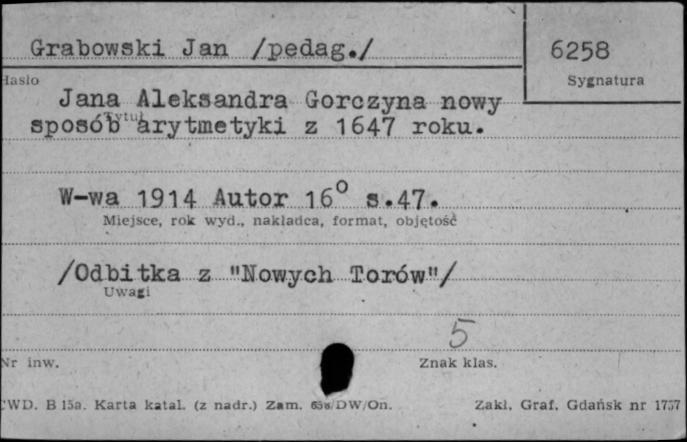 Grabowski Jan /pedag./
6258
Hasło
Sygnatura
Jana Aleksandra Gorczyna nowy
Tytuł
sposób arytmetyki z 1647 roku.
W-wa 1914 Autor 16° s.47.
Miejsce, rok wyd., nakładca, format, objętość
/Odbitka z "Nowych Torów"/
Uwagi
5
Nr inw.
Znak klas.
CWD. B 15a. Karta katal. (z nadr.) Zam. DW/On.
Zakł. Graf. Gdańsk nr 1757